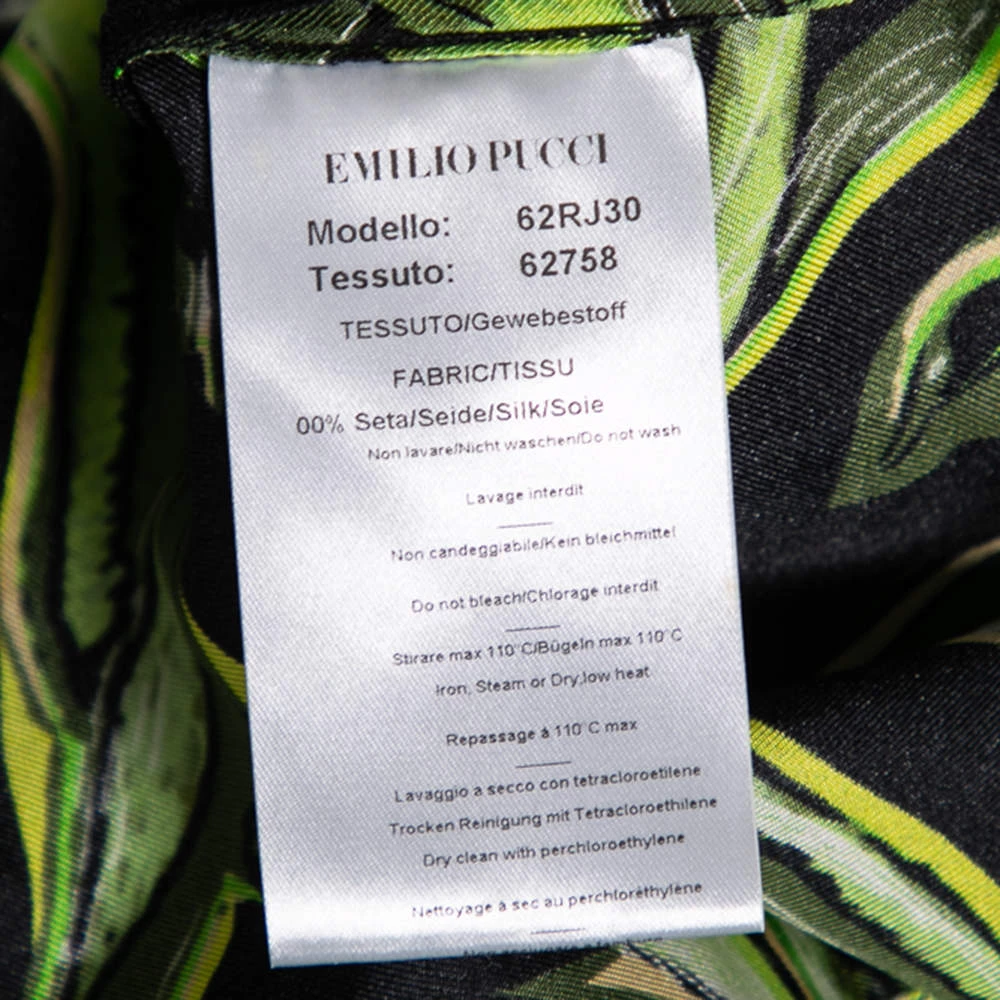 EMILIO PUCCI
Modello: 62RJ30
Tessuto: 62758
TESSUTO/Gewebestoff
FABRIC/TISSU
00% Seta/Seide/Silk/Soie
Non lavare/Nicht waschen/Do not wash
Lavage interdit
Non candeggiabile/Kein bleichmittel
Do not bleach/Chlorage interdit
Stirare max 110°C/Bügeln max 110°C
Iron, Steam or Dry,low heat
Repassage à 110°C max
Lavaggio a secco con tetracloroetilene
Trocken Reinigung mit Tetracloroethilene
Dry clean with perchloroethylene
Nettoyage à sec au perchloréthylène